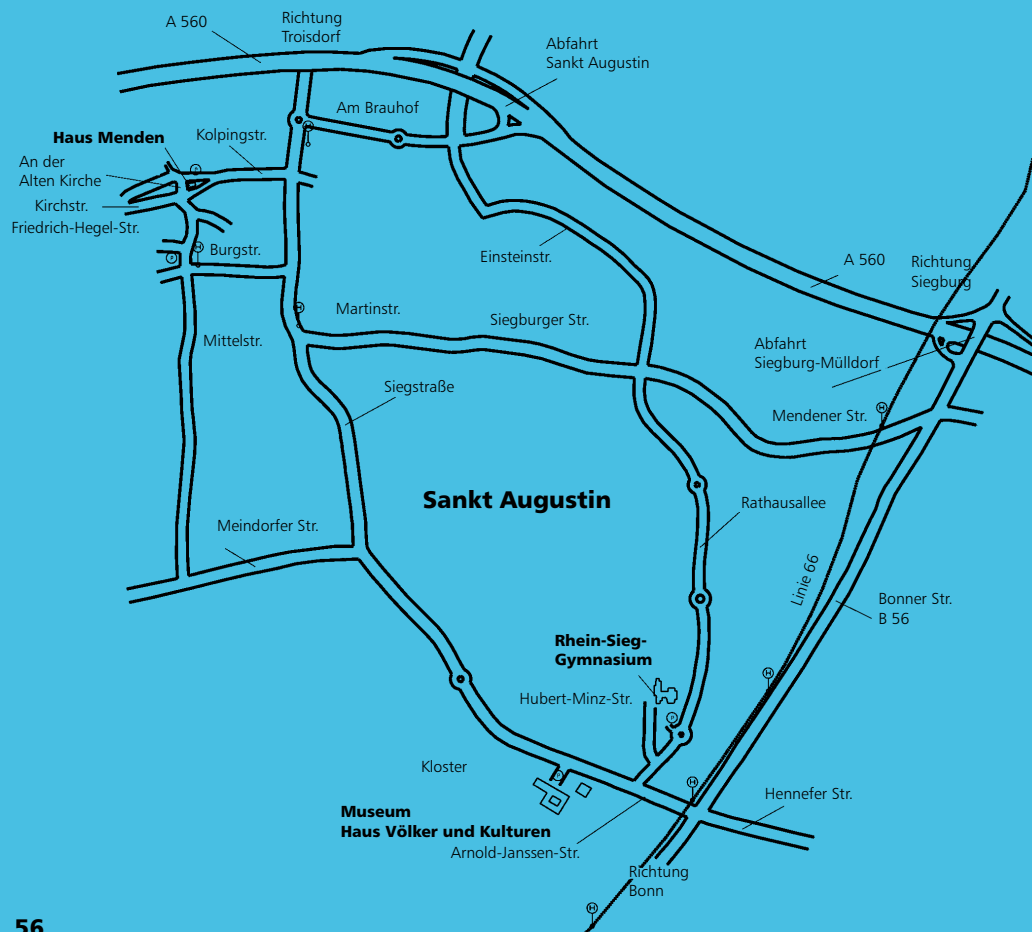 A 560
Richtung
Troisdorf
Abfahrt
Sankt Augustin
Am Brauhof
Haus Menden
Kolpingstr.
An der
Alten Kirche
Kirchstr.
Friedrich-Hegel-Str.
Burgstr.
Einsteinstr.
A 560
Richtung
Siegburg
Martinstr.
Siegburger Str.
Mittelstr.
Abfahrt
Siegburg-Mülldorf
Siegstraße
Mendener Str.
Sankt Augustin
Rathausallee
Meindorfer Str.
Linie 66
Bonner Str.
B 56
Rhein-Sieg-
Gymnasium
Hubert-Minz-Str.
Kloster
Hennefer Str.
Museum
Haus Völker und Kulturen
Arnold-Janssen-Str.
Richtung
Bonn
56
H
H
H
H
H
H
H
P
P
P
P